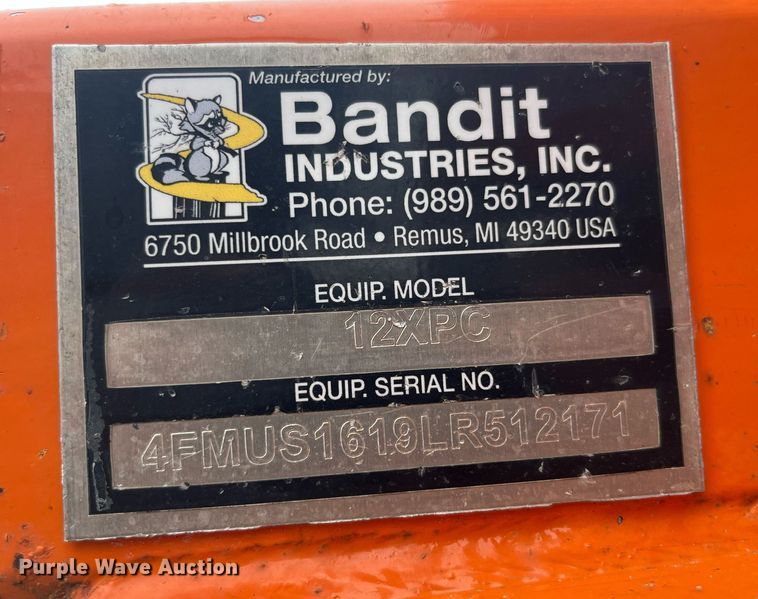 Manufactured by:
Bandit
INDUSTRIES, INC.
Phone: (989) 561-2270
6750 Millbrook Road • Remus, MI 49340 USA
EQUIP. MODEL
12XPC
EQUIP. SERIAL NO.
4FMUS1619LR512171
Purple Wave Auction